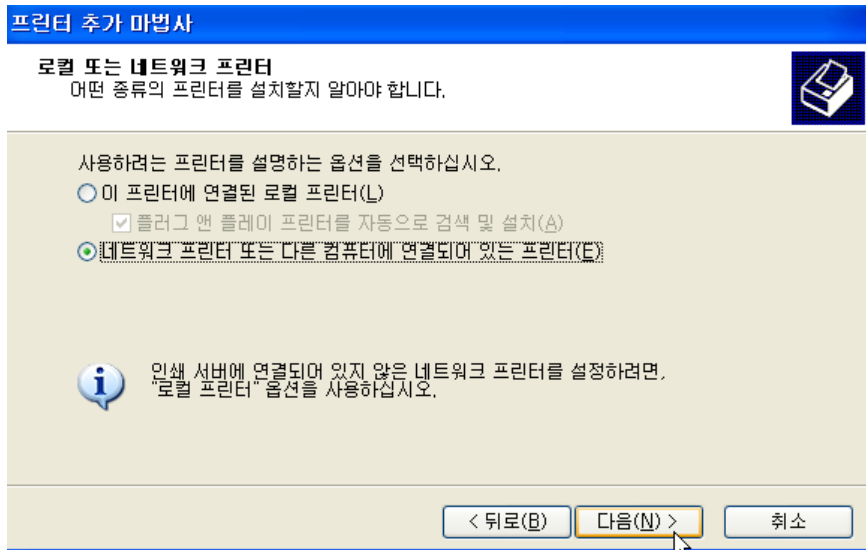 프린터 추가 마법사
로컬 또는 네트워크 프린터
어떤 종류의 프린터를 설치할지 알아야 합니다.
사용하려는 프린터를 설명하는 옵션을 선택하십시오.
이 프린터에 연결된 로컬 프린터(L)
플러그 앤 플레이 프린터를 자동으로 검색 및 설치(A)
네트워크 프린터 또는 다른 컴퓨터에 연결되어 있는 프린터(E)
인쇄 서버에 연결되어 있지 않은 네트워크 프린터를 설정하려면,
"로컬 프린터" 옵션을 사용하십시오.
< 뒤로(B) 다음(N) > 취소